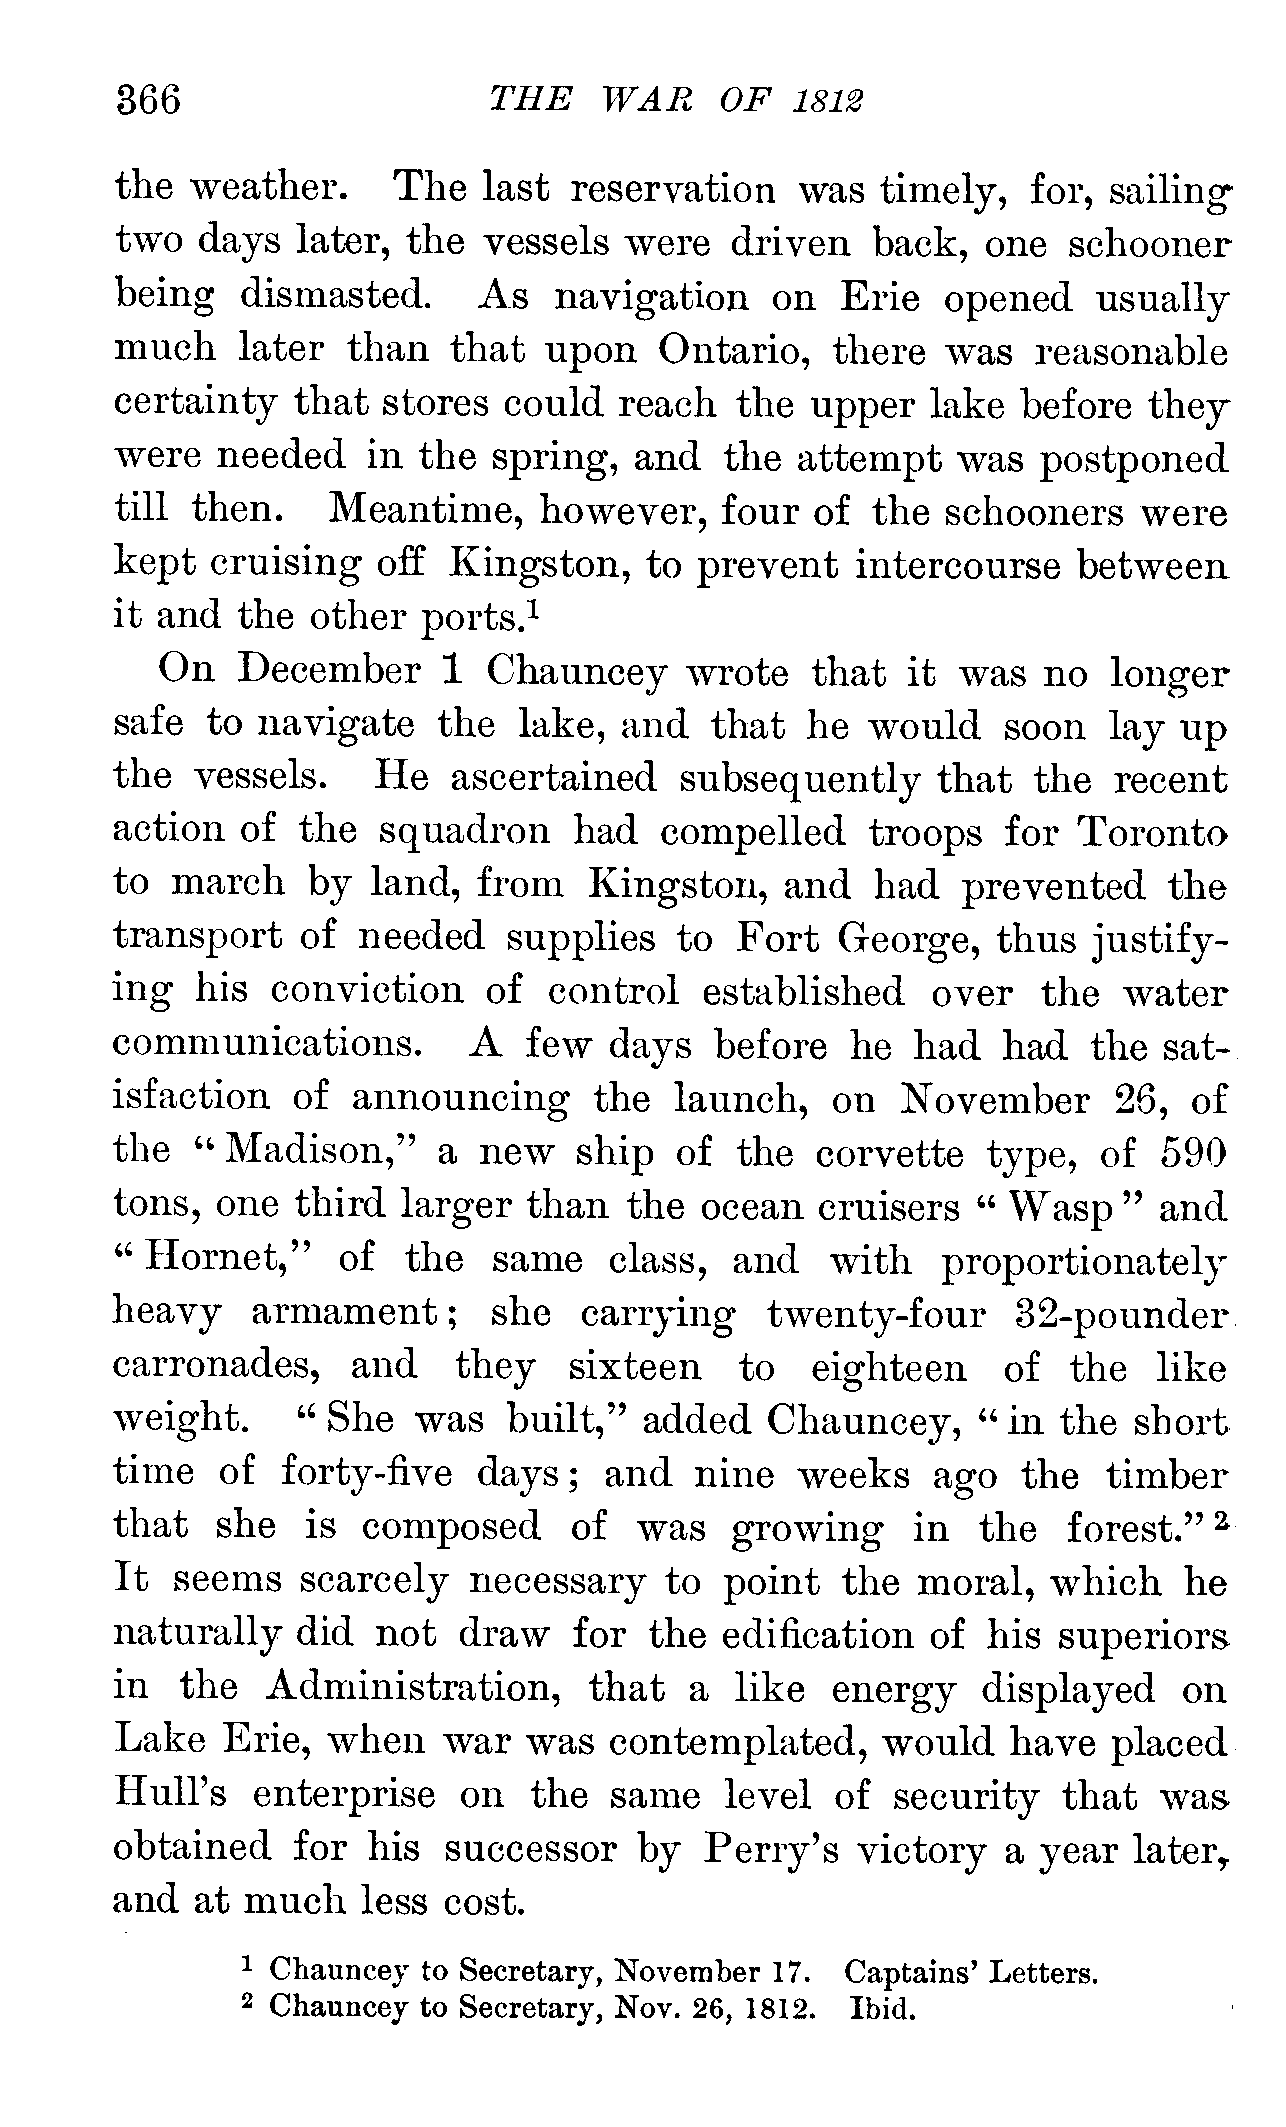 366 THE WAR OF 1812
the weather. The last reservation was timely, for, sailing
two days later, the vessels were driven back, one schooner
being dismasted. As navigation on Erie opened usually
much later than that upon Ontario, there was reasonable
certainty that stores could reach the upper lake before they
were needed in the spring, and the attempt was postponed
till then. Meantime, however, four of the schooners were
kept cruising off Kingston, to prevent intercourse between
it and the other ports.¹
On December 1 Chauncey wrote that it was no longer
safe to navigate the lake, and that he would soon lay up
the vessels. He ascertained subsequently that the recent
action of the squadron had compelled troops for Toronto
to march by land, from Kingston, and had prevented the
transport of needed supplies to Fort George, thus justify-
ing his conviction of control established over the water
communications. A few days before he had had the sat-
isfaction of announcing the launch, on November 26, of
the “Madison,” a new ship of the corvette type, of 590
tons, one third larger than the ocean cruisers “Wasp” and
“Hornet,” of the same class, and with proportionately
heavy armament; she carrying twenty-four 32-pounder
carronades, and they sixteen to eighteen of the like
weight. “She was built,” added Chauncey, “in the short
time of forty-five days; and nine weeks ago the timber
that she is composed of was growing in the forest.”²
It seems scarcely necessary to point the moral, which he
naturally did not draw for the edification of his superiors
in the Administration, that a like energy displayed on
Lake Erie, when war was contemplated, would have placed
Hull’s enterprise on the same level of security that was
obtained for his successor by Perry’s victory a year later,
and at much less cost.
¹ Chauncey to Secretary, November 17. Captains’ Letters.
² Chauncey to Secretary, Nov. 26, 1812. Ibid.